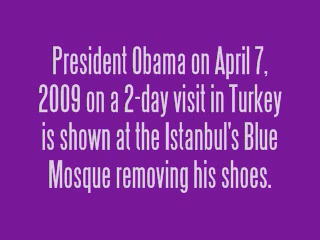 President Obama on April 7,
2009 on a 2-day visit in Turkey
is shown at the Istanbul's Blue
Mosque removing his shoes.